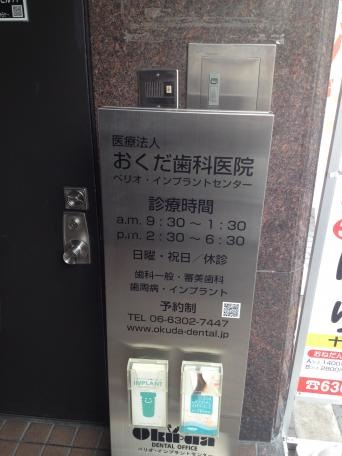 医療法人
おくだ歯科医院
ペリオ・インプラントセンター
診療時間
a.m. 9:30～1:30
p.m. 2:30～6:30
日曜・祝日／休診
歯科一般・審美歯科
歯周病・インプラント
予約制
TEL 06-6302-7447
www.okuda-dental.jp
IMPLANT
Okuda
DENTAL OFFICE
ペリオ・インプラントセンター
おねだん